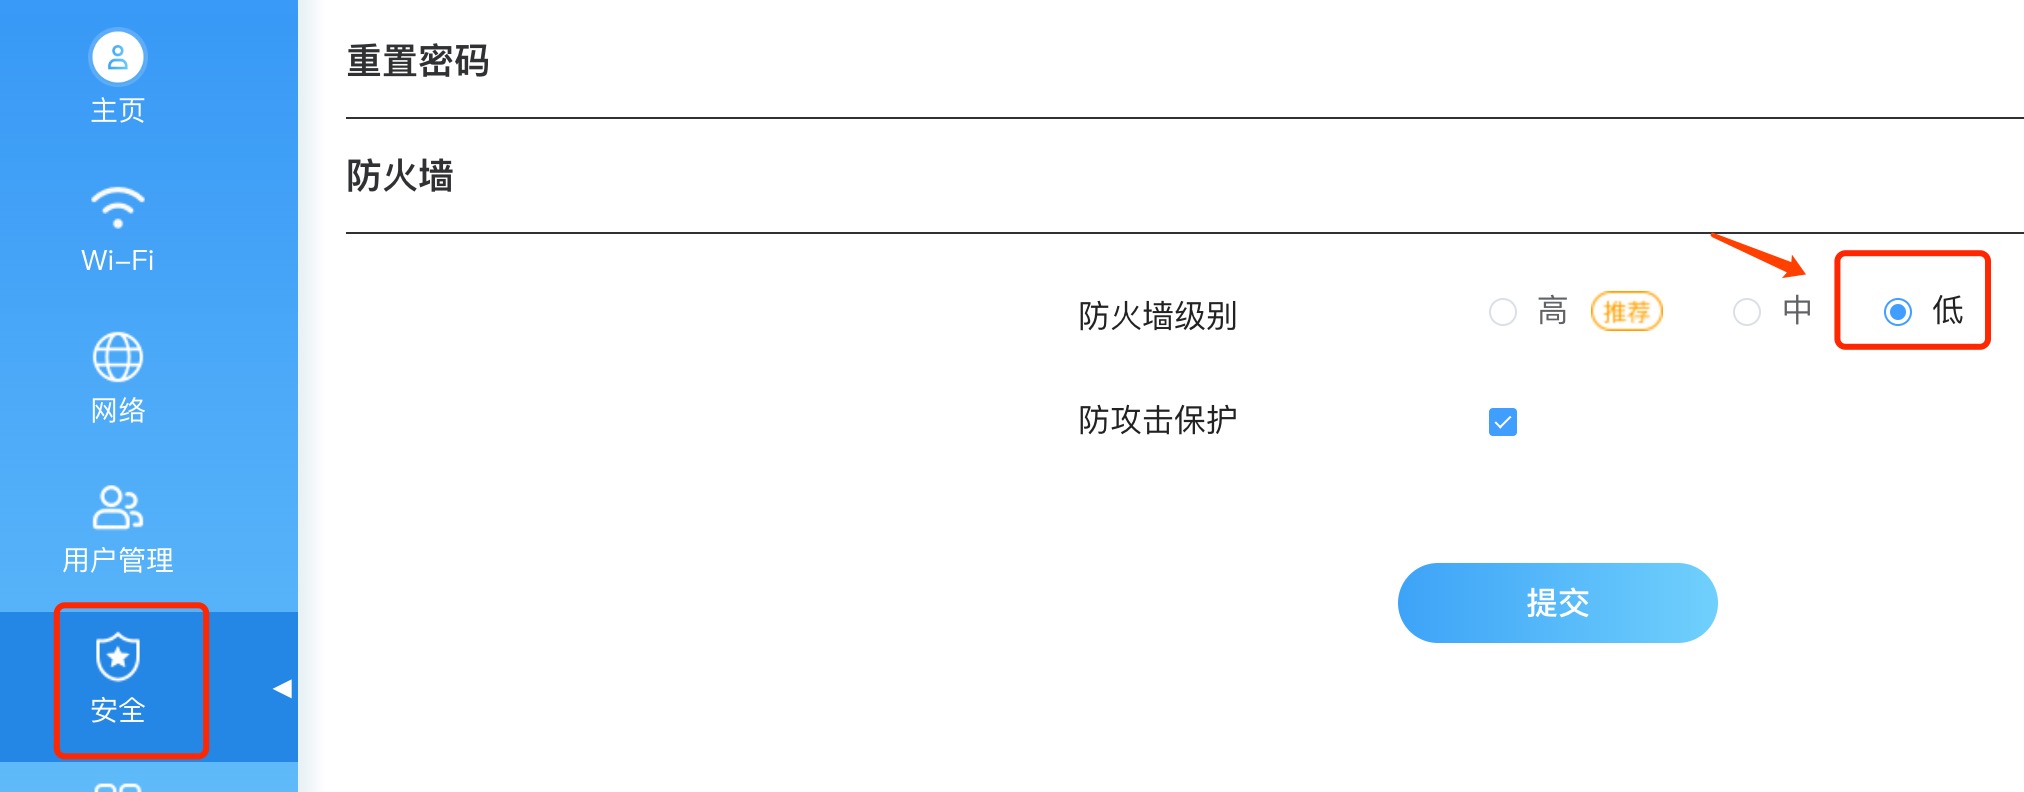 主页
Wi-Fi
网络
用户管理
安全
重置密码
防火墙
防火墙级别 高 推荐 中 低
防攻击保护
提交